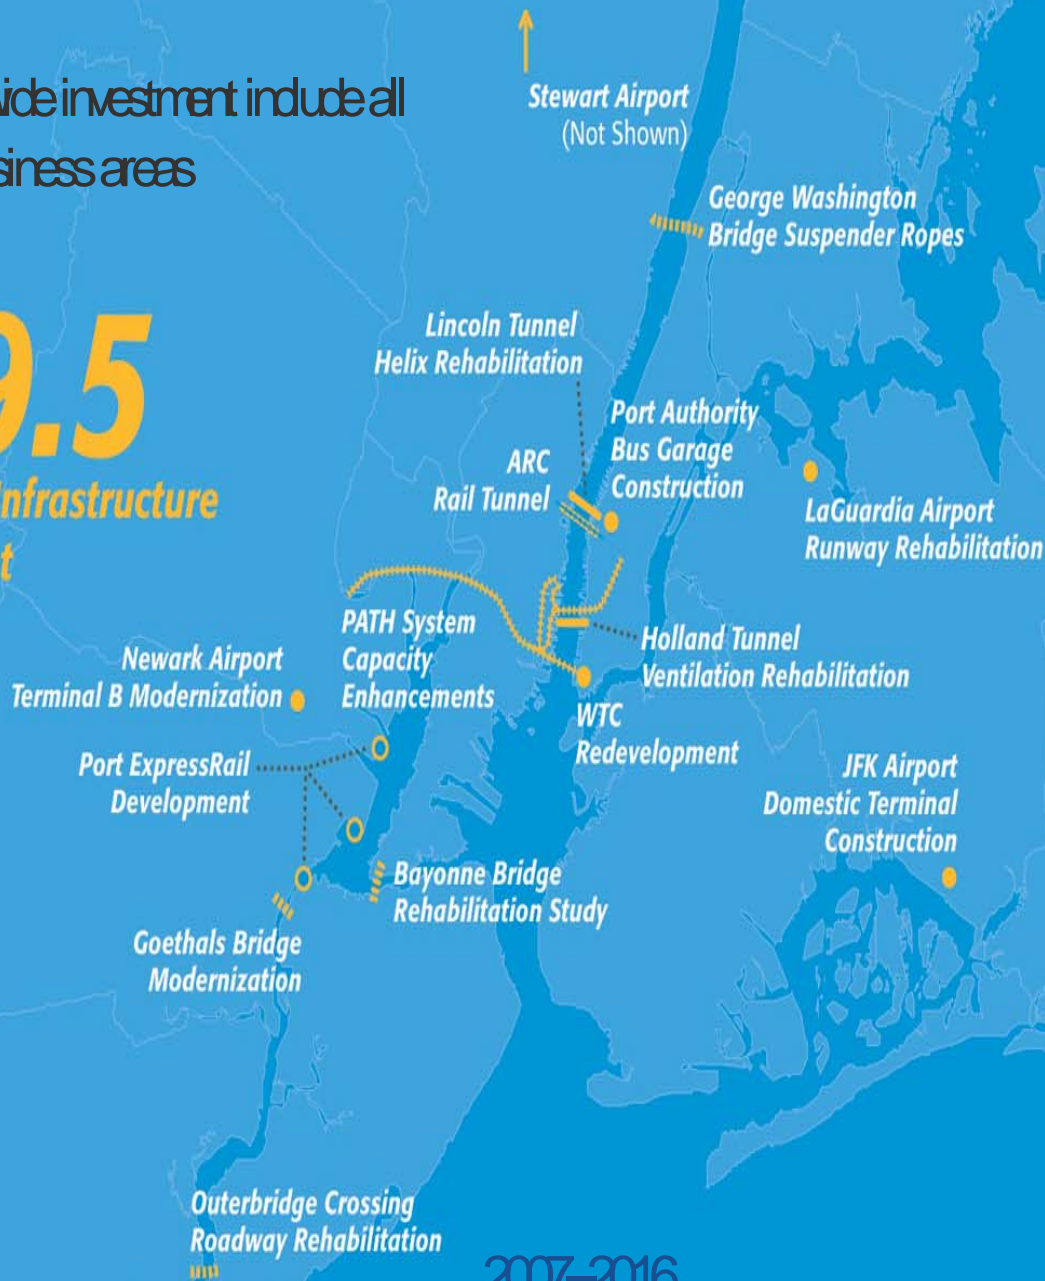 investment include all
areas
Stewart Airport
(Not Shown)
George Washington
Bridge Suspender Ropes
9.5
Lincoln Tunnel
Helix Rehabilitation
Port Authority
Bus Garage
Construction
ARC
Rail Tunnel
Infrastructure
LaGuardia Airport
Runway Rehabilitation
PATH System
Capacity
Enhancements
Holland Tunnel
Ventilation Rehabilitation
Newark Airport
Terminal B Modernization
WTC
Redevelopment
Port ExpressRail
Development
JFK Airport
Domestic Terminal
Construction
Bayonne Bridge
Rehabilitation Study
Goethals Bridge
Modernization
Outerbridge Crossing
Roadway Rehabilitation
2007–2016